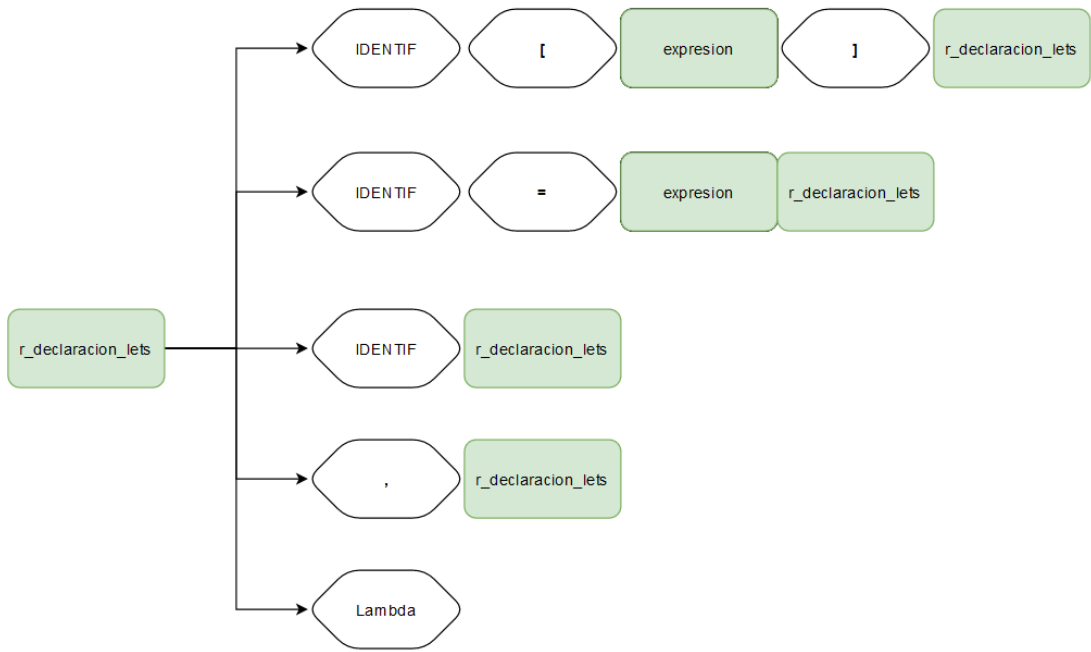 IDENTIF [ expresion ] r_declaracion_lets
IDENTIF = expresion r_declaracion_lets
r_declaracion_lets IDENTIF r_declaracion_lets
, r_declaracion_lets
Lambda